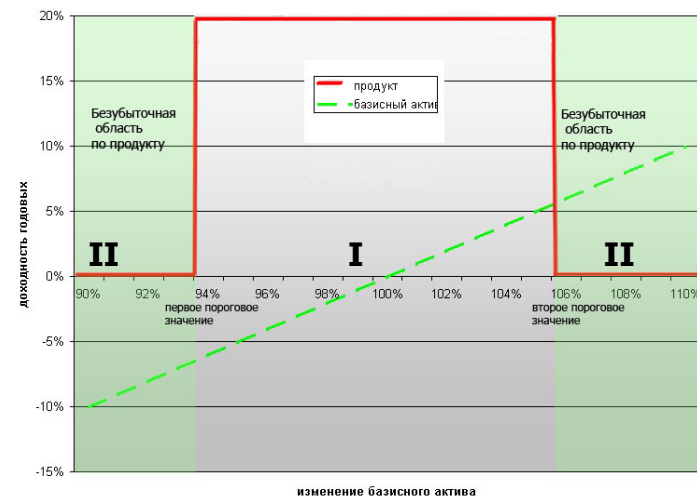 20%
15%
10%
5%
0%
-5%
-10%
-15%
доходность годовых
продукт
базисный актив
Безубыточная
область
по продукту
Безубыточная
область
по продукту
II
I
II
90%
92%
94%
96%
98%
100%
102%
104%
106%
108%
110%
первое пороговое
значение
второе пороговое
значение
изменение базисного актива